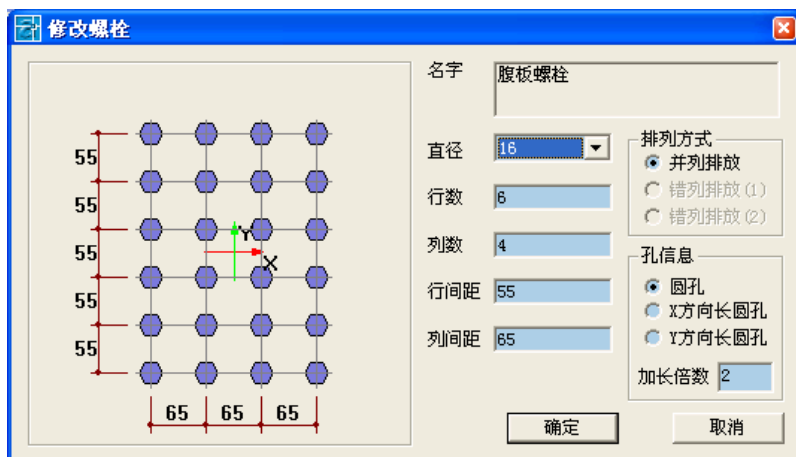 修改螺栓
名字 腹板螺栓
直径 16
行数 6
列数 4
行间距 55
列间距 65
排列方式
并列排放
错列排放(1)
错列排放(2)
孔信息
圆孔
X方向长圆孔
Y方向长圆孔
加长倍数 2
确定 取消
55
55
55
55
55
Y
X
65 65 65